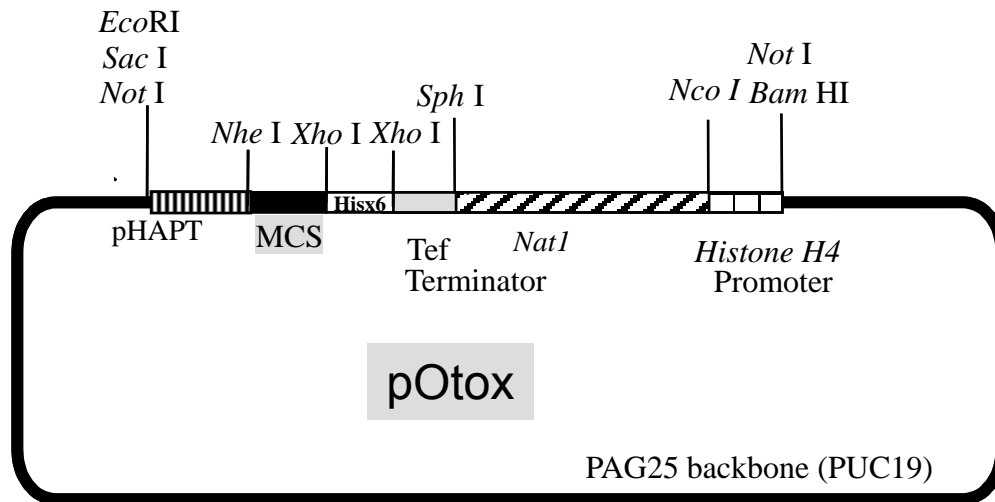 EcoRI
Sac I
Not I
Nhe I
Xho I
Xho I
Sph I
Nco I
Not I
Bam HI
Hisx6
pHAPT
MCS
Tef
Terminator
Nat1
Histone H4
Promoter
pOtox
PAG25 backbone (PUC19)